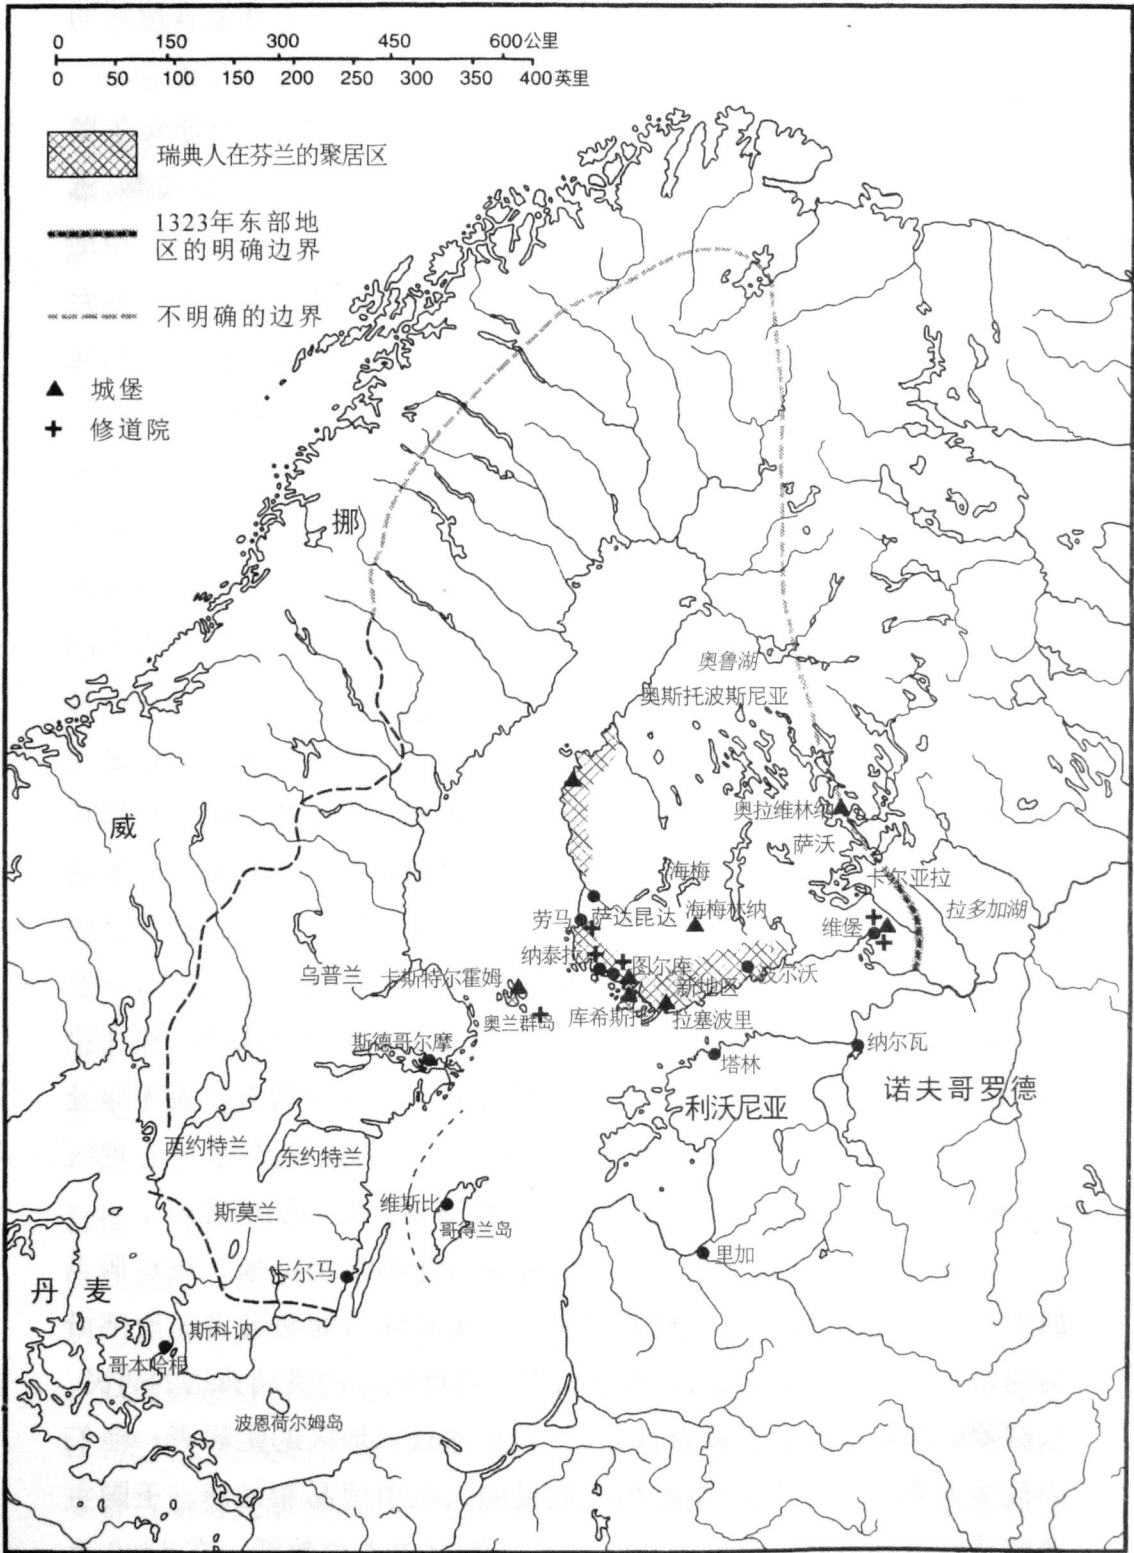 0 150 300 450 600公里
0 50 100 150 200 250 300 350 400英里
瑞典人在芬兰的聚居区
1323年东部地
区的明确边界
不明确的边界
城堡
修道院
挪
威
奥鲁湖
奥斯托波斯尼亚
奥拉维林纳
萨沃
海梅
卡尔亚拉
劳马
萨达昆达
海梅林纳
维堡
拉多加湖
纳泰拉
图尔库
波尔沃
乌普兰
卡斯特尔霍姆
新地区
奥兰群岛
库希斯托
拉塞波里
斯德哥尔摩
塔林
纳尔瓦
利沃尼亚
诺夫哥罗德
西约特兰
东约特兰
斯莫兰
维斯比
哥得兰岛
里加
卡尔马
丹麦
斯科讷
哥本哈根
波恩荷尔姆岛